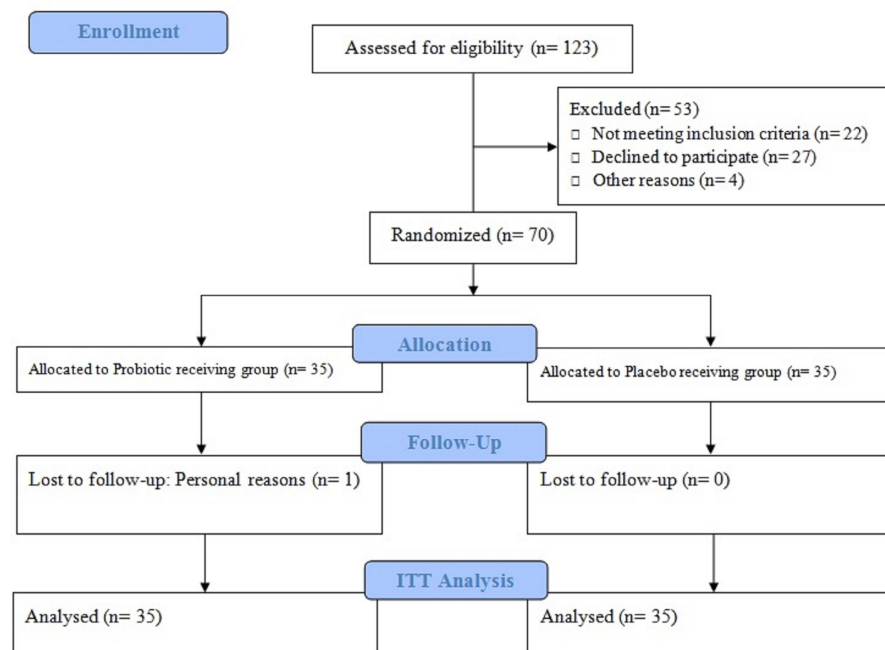 Enrollment
Assessed for eligibility (n= 123)
Excluded (n= 53)
□ Not meeting inclusion criteria (n= 22)
□ Declined to participate (n= 27)
□ Other reasons (n= 4)
Randomized (n= 70)
Allocation
Allocated to Probiotic receiving group (n= 35)
Allocated to Placebo receiving group (n= 35)
Follow-Up
Lost to follow-up: Personal reasons (n= 1)
Lost to follow-up (n= 0)
ITT Analysis
Analysed (n= 35)
Analysed (n= 35)